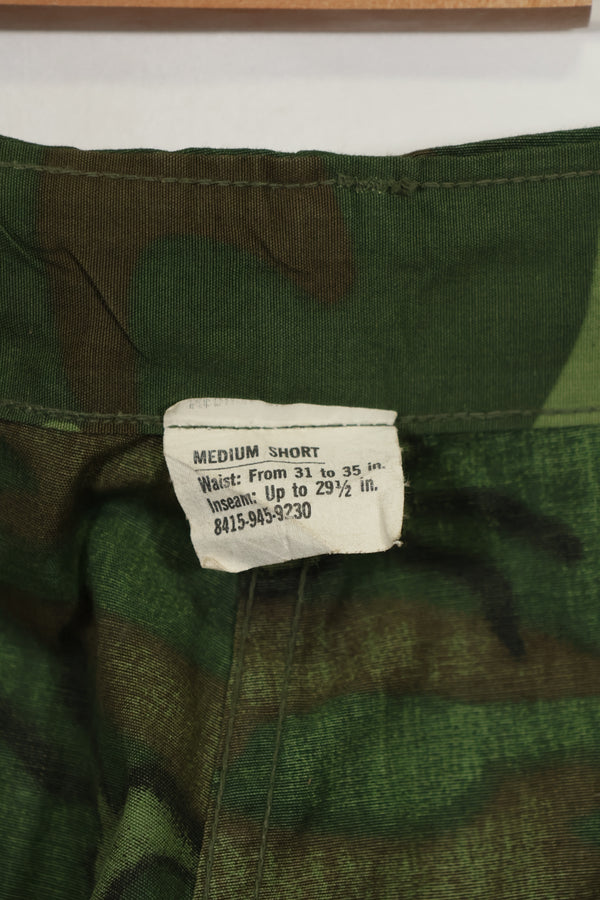 MEDIUM SHORT
Waist: From 31 to 35 in.
Inseam: Up to 29½ in.
8415-945-9230